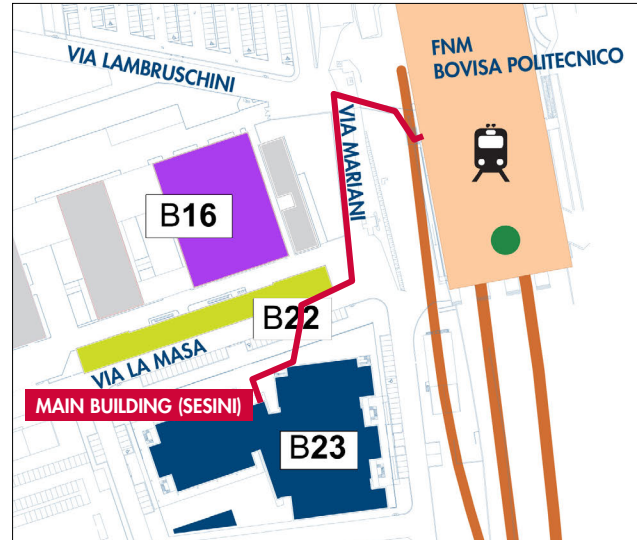 FNM
BOVISA POLITECNICO
VIA LAMBRUSCHINI
VIA MARIANI
B16
B22
VIA LA MASA
MAIN BUILDING (SESINI)
B23